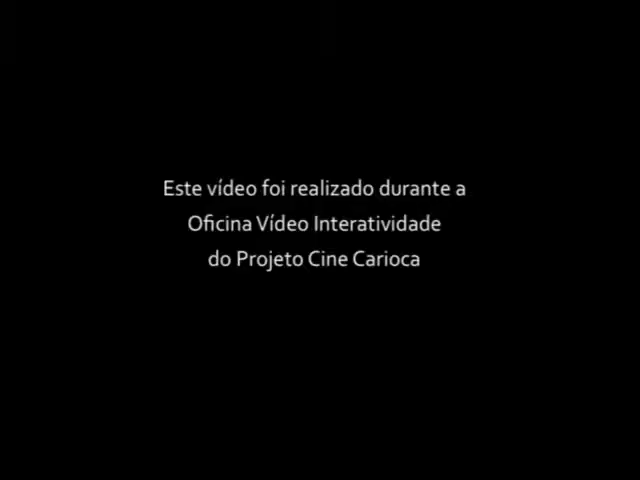 Este vídeo foi realizado durante a
Oficina Vídeo Interatividade
do Projeto Cine Carioca